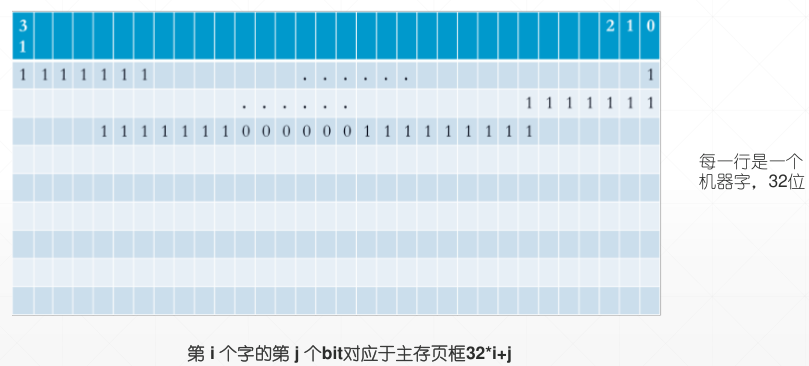 3
1 2 1 0
1 1 1 1 1 1 1 . . . . . . 1
. . . . . . 1 1 1 1 1 1 1
1 1 1 1 1 1 1 0 0 0 0 0 0 1 1 1 1 1 1 1 1 1
每一行是一个
机器字，32位
第 i 个字的第 j 个bit对应于主存页框32*i+j